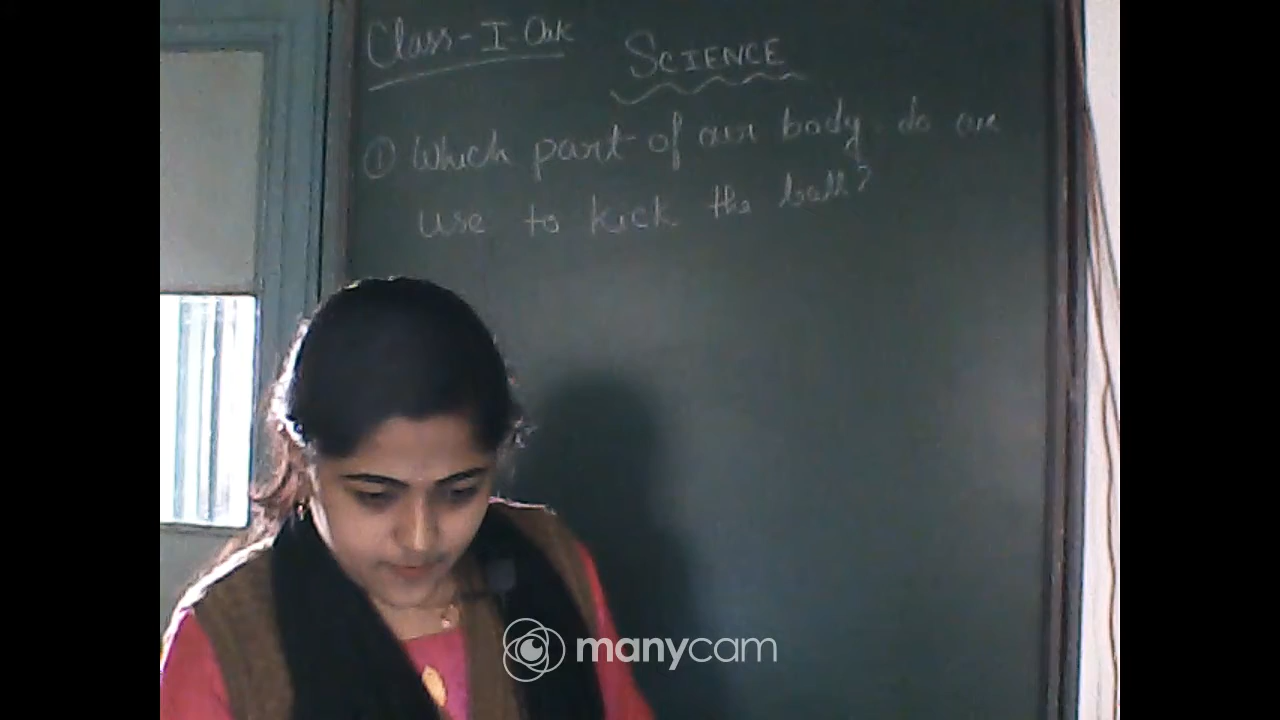 Class-I-Oak
SCIENCE
① Which part of our body do we
use to kick the ball?
manycam